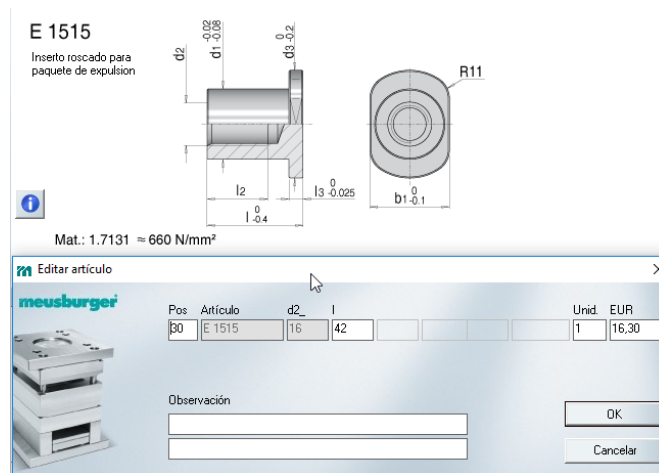 E 1515
Inserto roscado para
paquete de expulsion
d2
d1 -0.02 -0.08
d3 0 -0.2
R11
l2
l3 0 -0.025
l 0 -0.4
b1 0 -0.1
i
Mat.: 1.7131 ≈ 660 N/mm²
m Editar artículo
meusburger
Pos Artículo d2_ l Unid. EUR
30 E 1515 16 42 1 16,30
Observación
OK
Cancelar